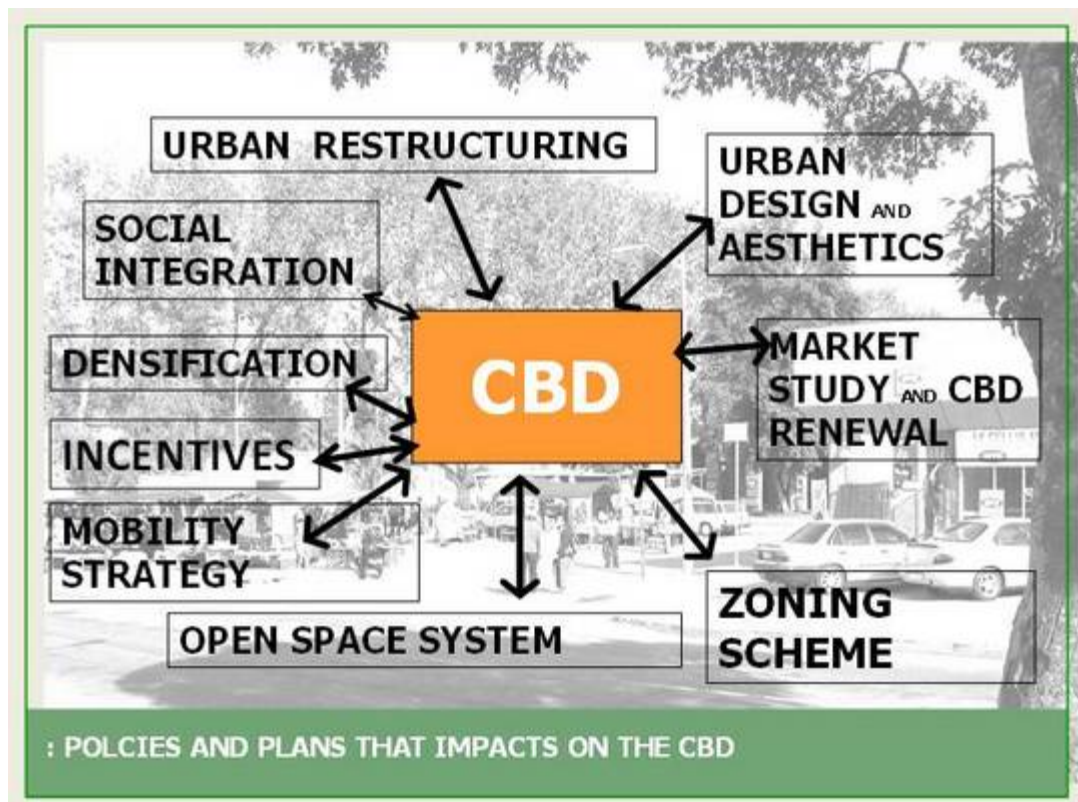 URBAN RESTRUCTURING
URBAN
DESIGN AND
AESTHETICS
SOCIAL
INTEGRATION
CBD
DENSIFICATION
MARKET
STUDY AND CBD
RENEWAL
INCENTIVES
MOBILITY
STRATEGY
ZONING
SCHEME
OPEN SPACE SYSTEM
: POLCIES AND PLANS THAT IMPACTS ON THE CBD